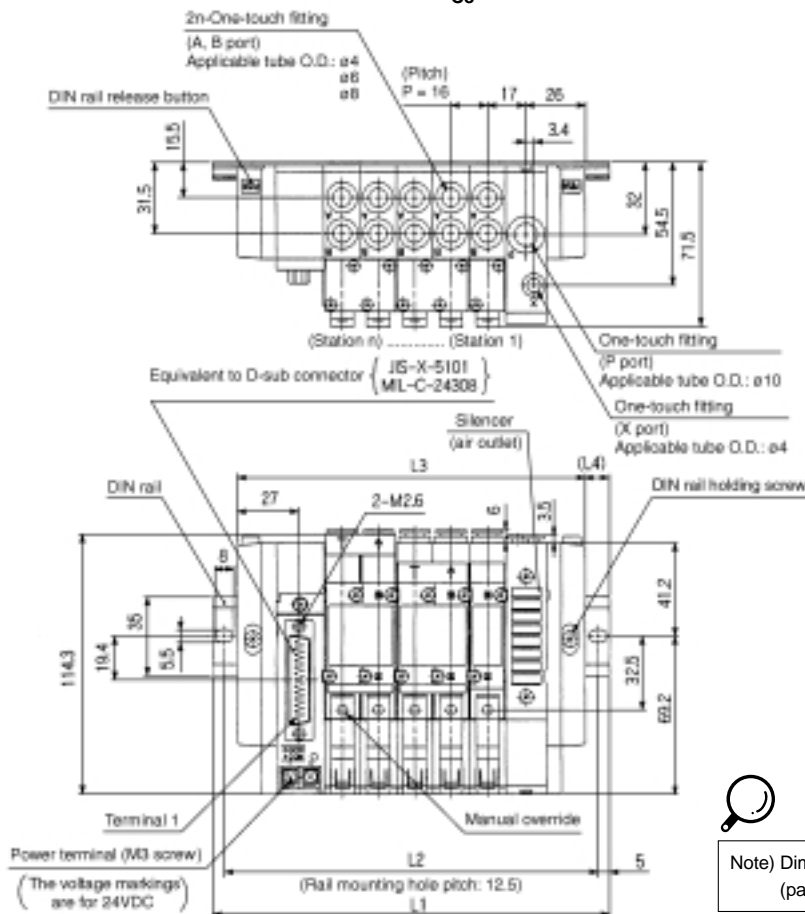 2n-One-touch fitting
(A, B port)
Applicable tube O.D.: ø4
ø6
ø8
(Pitch)
P = 16
17
26
DIN rail release button
3.4
15.5
31.5
32
54.5
71.5
(Station n) ............ (Station 1)
One-touch fitting
(P port)
Applicable tube O.D.: ø10
Equivalent to D-sub connector { JIS-X-5101
MIL-C-24308 }
One-touch fitting
(X port)
Applicable tube O.D.: ø4
Silencer
(air outlet)
L3
(L4)
DIN rail
27
2-M2.6
6
3.5
DIN rail holding screw
8
35
5.5
19.4
114.3
41.2
32.5
69.2
Terminal 1
Manual override
Power terminal (M3 screw)
(The voltage markings
are for 24VDC)
L2
5
(Rail mounting hole pitch: 12.5)
L1
Note) Dim
(pa